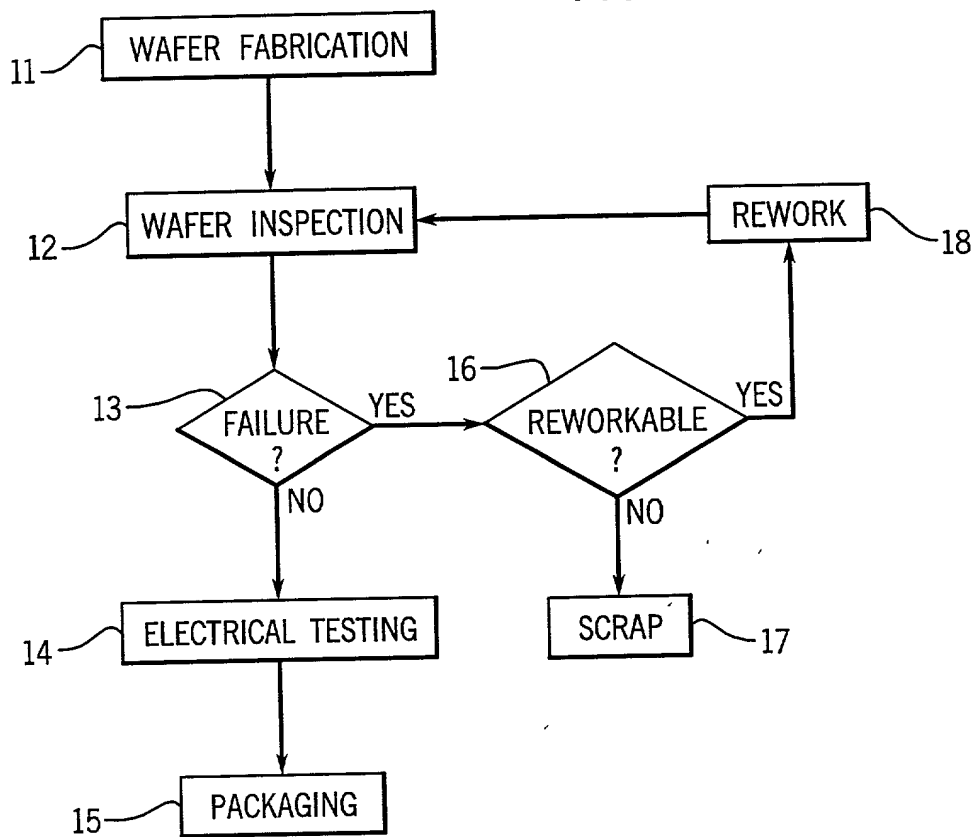 WAFER FABRICATION
11
WAFER INSPECTION
12
REWORK
18
13
FAILURE
?
YES
NO
16
REWORKABLE
?
YES
NO
ELECTRICAL TESTING
14
SCRAP
17
PACKAGING
15